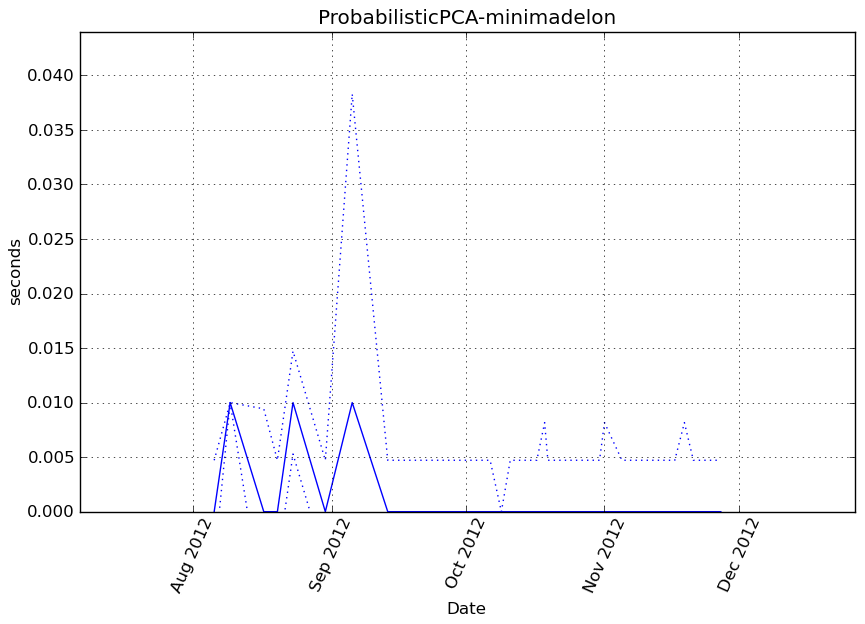 ProbabilisticPCA-minimadelon
0.040
0.035
0.030
0.025
0.020
0.015
0.010
0.005
0.000
seconds
Aug 2012
Sep 2012
Oct 2012
Nov 2012
Dec 2012
Date